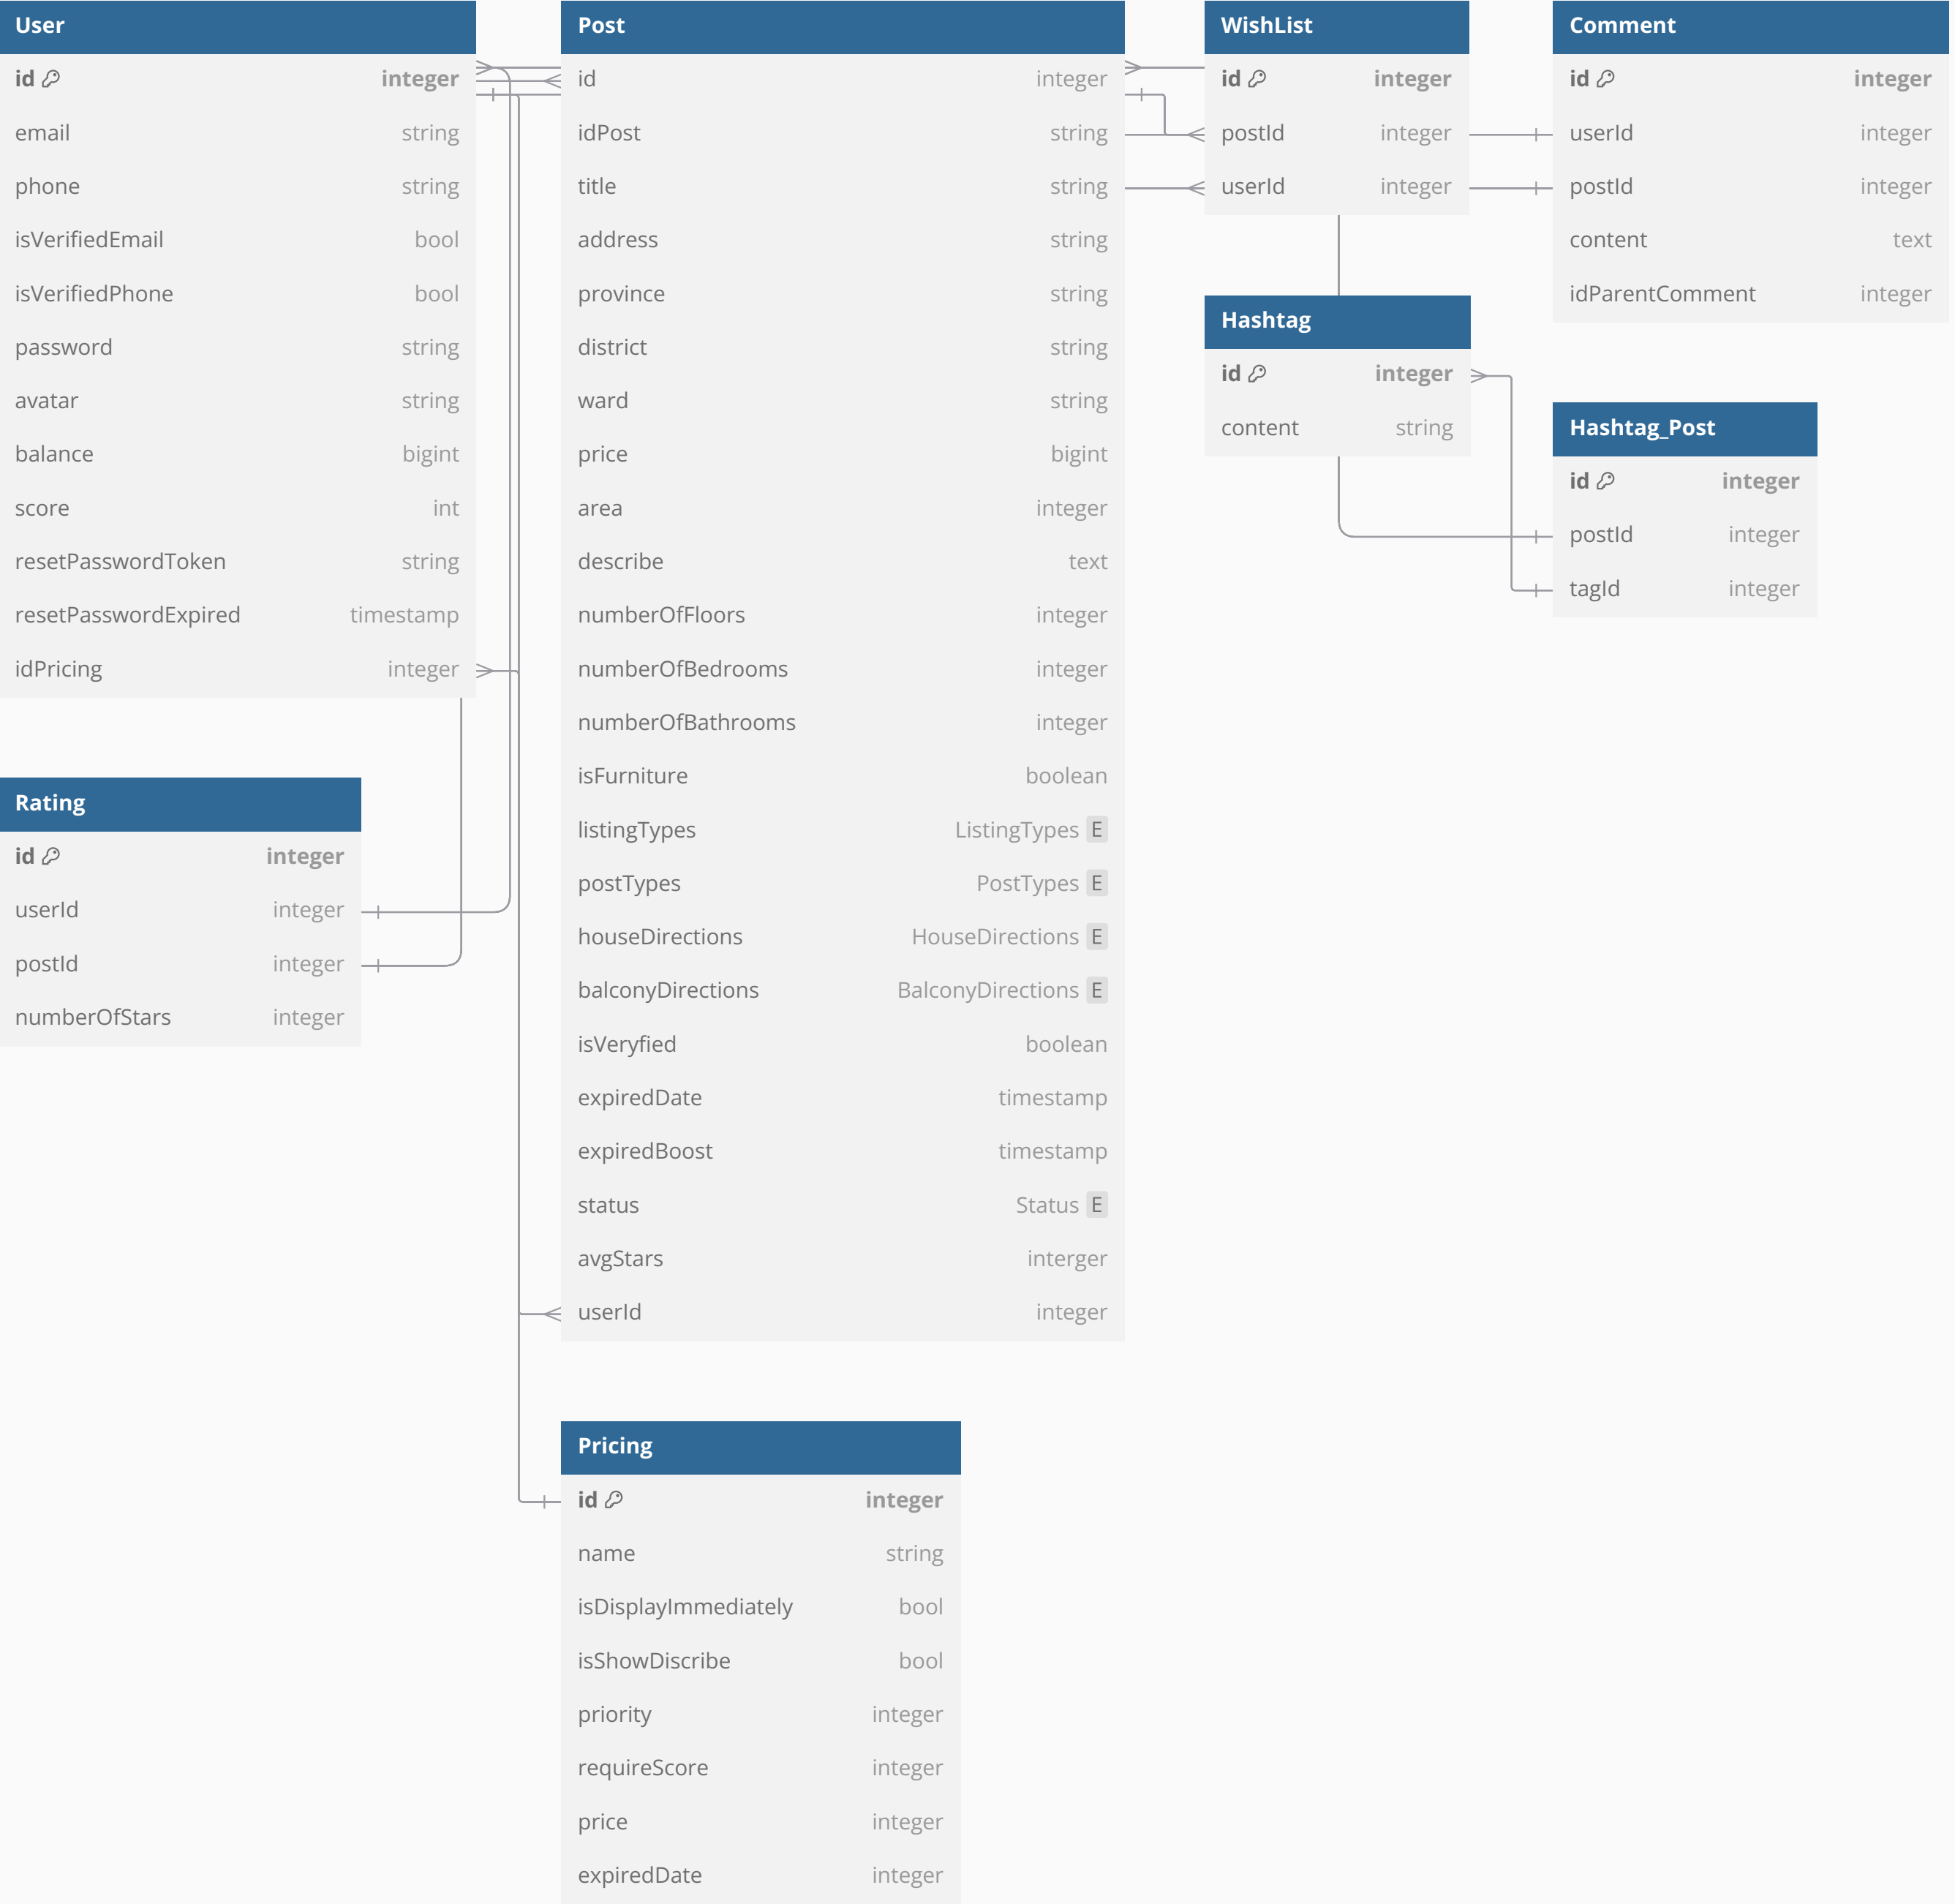 User
id integer
email string
phone string
isVerifiedEmail bool
isVerifiedPhone bool
password string
avatar string
balance bigint
score int
resetPasswordToken string
resetPasswordExpired timestamp
idPricing integer
Rating
id integer
userId integer
postId integer
numberOfStars integer
Post
id integer
idPost string
title string
address string
province string
district string
ward string
price bigint
area integer
describe text
numberOfFloors integer
numberOfBedrooms integer
numberOfBathrooms integer
isFurniture boolean
listingTypes ListingTypes E
postTypes PostTypes E
houseDirections HouseDirections E
balconyDirections BalconyDirections E
isVeryfied boolean
expiredDate timestamp
expiredBoost timestamp
status Status E
avgStars interger
userId integer
Pricing
id integer
name string
isDisplayImmediately bool
isShowDiscribe bool
priority integer
requireScore integer
price integer
expiredDate integer
WishList
id integer
postId integer
userId integer
Hashtag
id integer
content string
Comment
id integer
userId integer
postId integer
content text
idParentComment integer
Hashtag_Post
id integer
postId integer
tagId integer